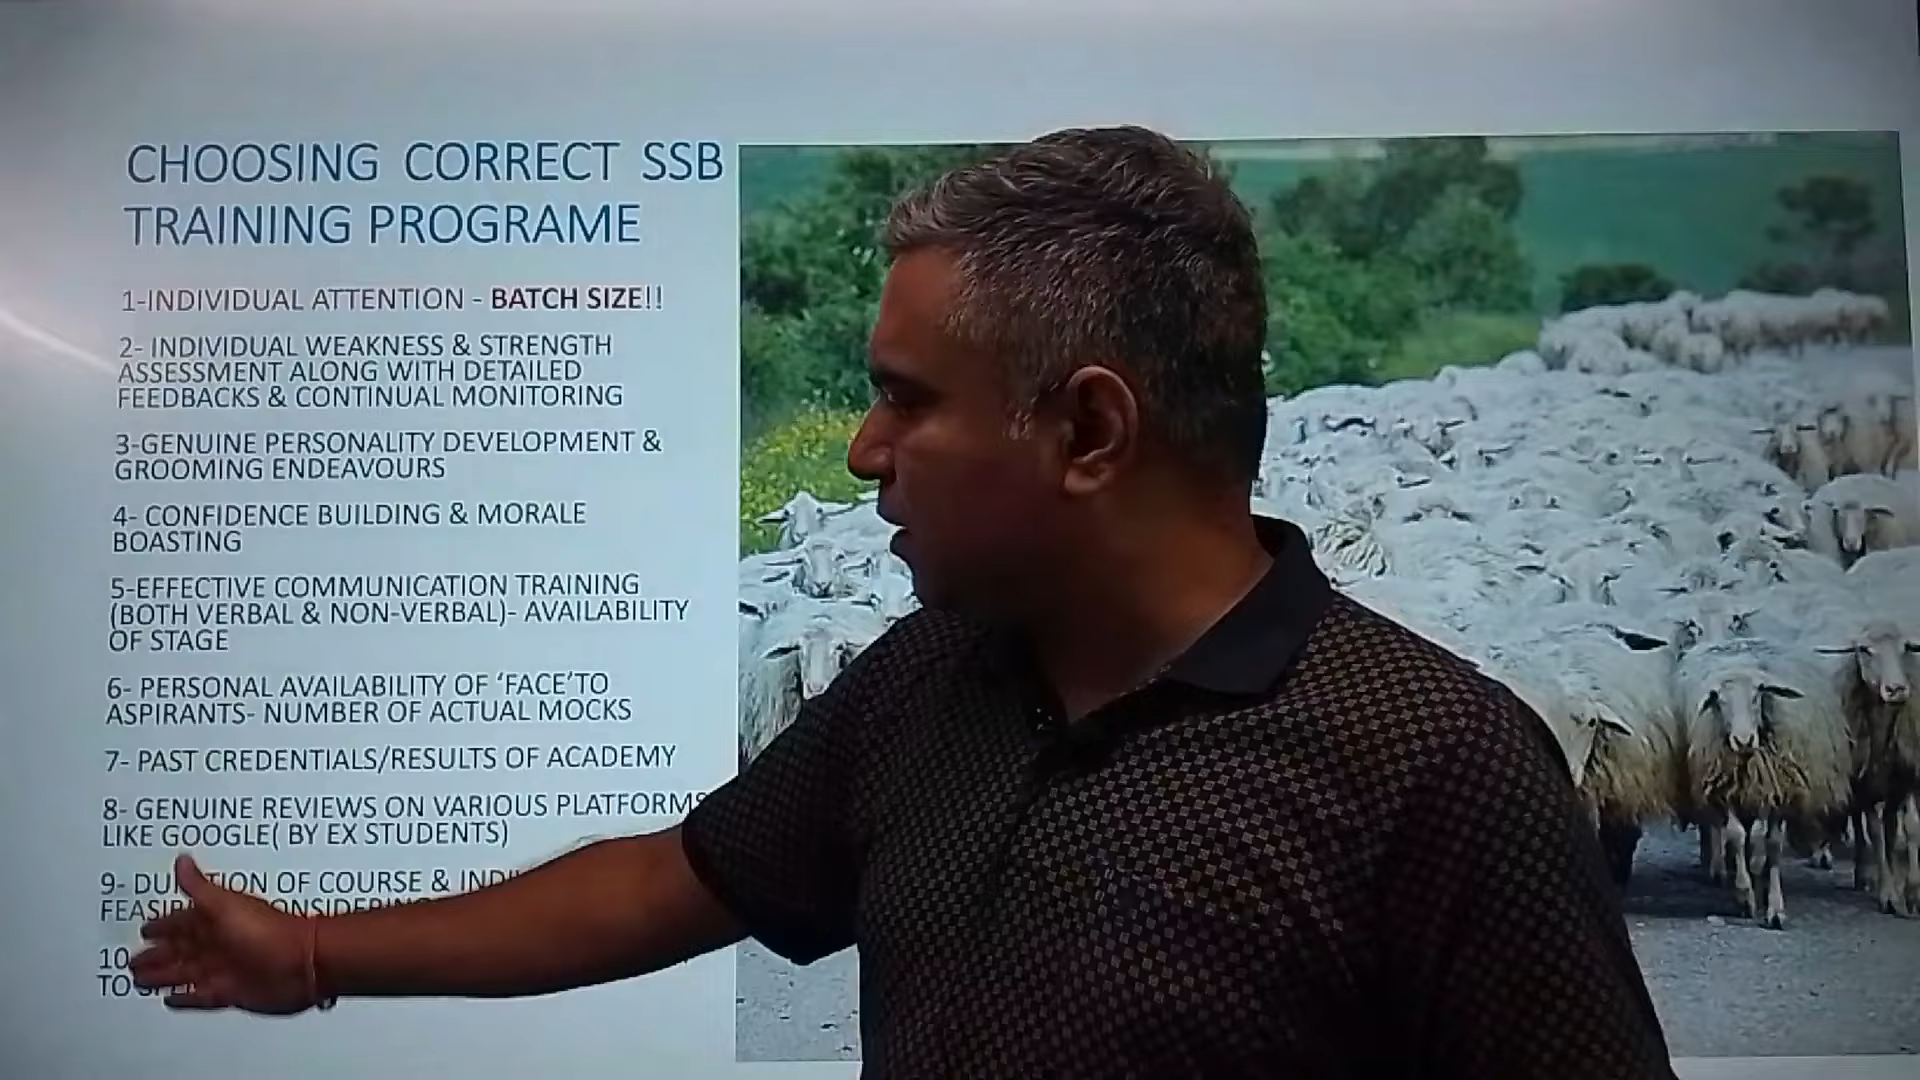 CHOOSING CORRECT SSB
TRAINING PROGRAME
1-INDIVIDUAL ATTENTION - BATCH SIZE!!
2- INDIVIDUAL WEAKNESS & STRENGTH
ASSESSMENT ALONG WITH DETAILED
FEEDBACKS & CONTINUAL MONITORING
3-GENUINE PERSONALITY DEVELOPMENT &
GROOMING ENDEAVOURS
4- CONFIDENCE BUILDING & MORALE
BOASTING
5-EFFECTIVE COMMUNICATION TRAINING
(BOTH VERBAL & NON-VERBAL)- AVAILABILITY
OF STAGE
6- PERSONAL AVAILABILITY OF ‘FACE’TO
ASPIRANTS- NUMBER OF ACTUAL MOCKS
7- PAST CREDENTIALS/RESULTS OF ACADEMY
8- GENUINE REVIEWS ON VARIOUS PLATFORMS
LIKE GOOGLE( BY EX STUDENTS)
9- OF COURSE &
10
TO